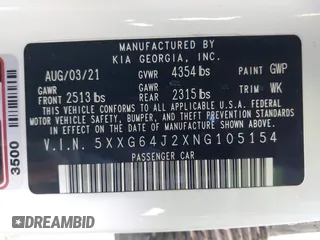 MANUFACTURED BY
KIA GEORGIA, INC.
AUG/03/21 GVWR 4354 lbs PAINT GWP
GAWR FRONT 2513 lbs GAWR REAR 2315 lbs TRIM WK
THIS VEHICLE CONFORMS TO ALL APPLICABLE
FEDERAL MOTOR VEHICLE
SAFETY, BUMPER, AND THEFT PREVENTION STANDARDS
IN EFFECT ON THE DATE OF MANUFACTURE SHOWN ABOVE.
V.I.N. 5XXG64J2XNG105154
PASSENGER CAR
3500
© Dreambid
dreambid.com